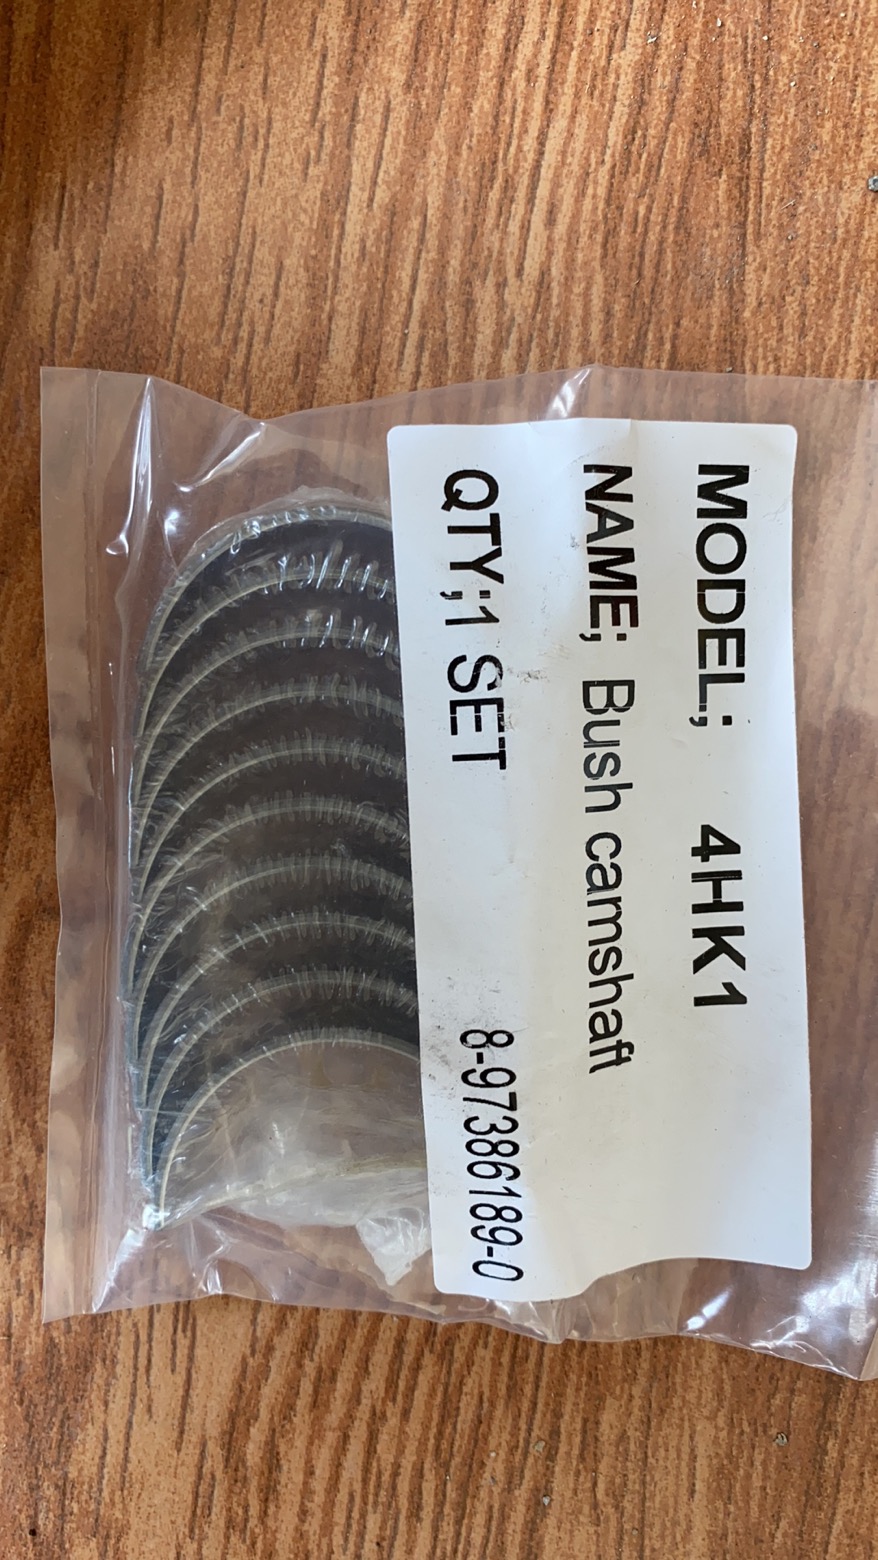 MODEL; 4HK1
NAME; Bush camshaft
QTY;1 SET 8-97386189-0